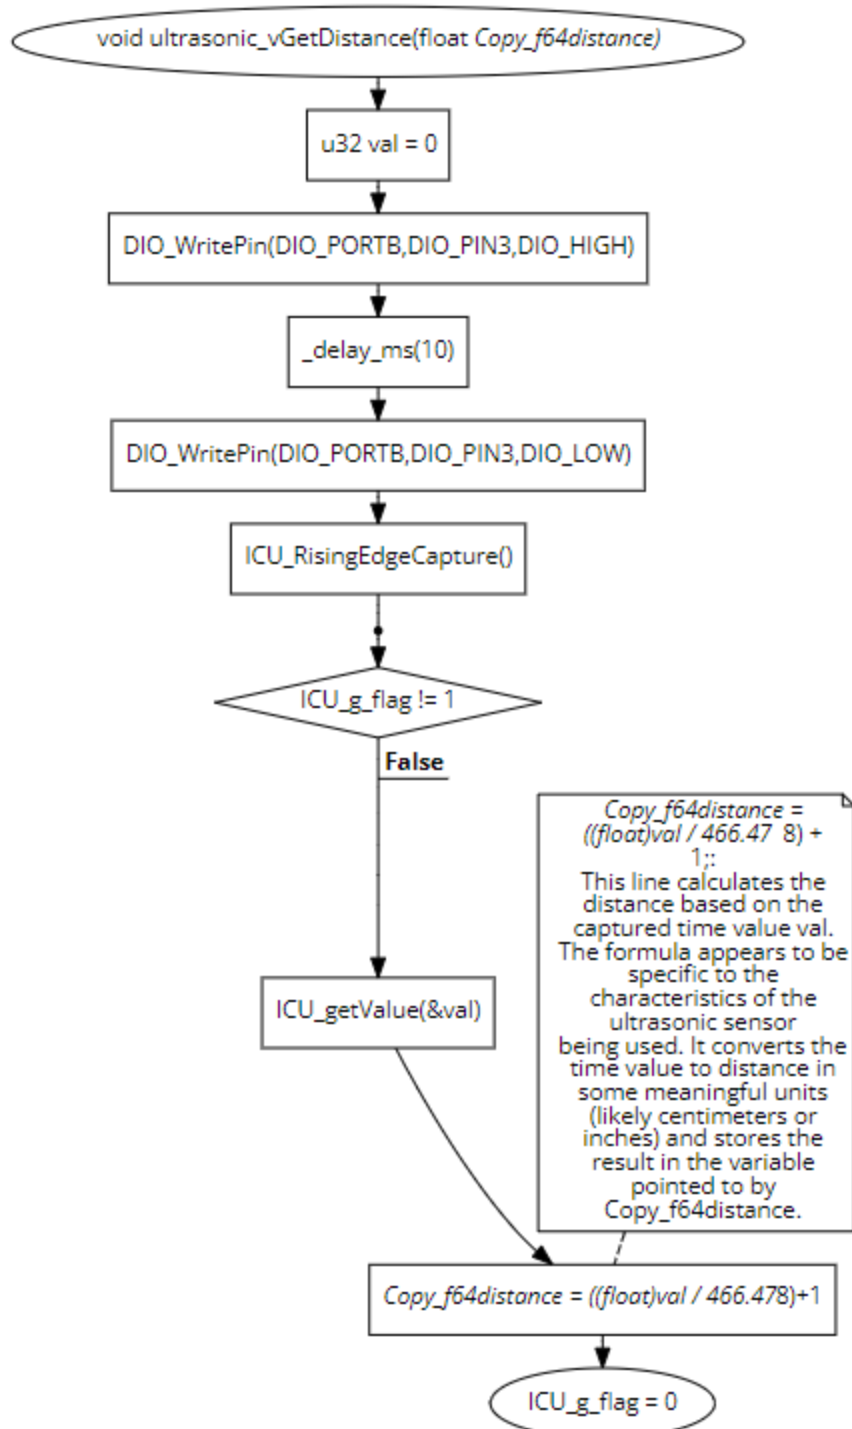 void ultrasonic_vGetDistance(float Copy_f64distance)
u32 val = 0
DIO_WritePin(DIO_PORTB,DIO_PIN3,DIO_HIGH)
_delay_ms(10)
DIO_WritePin(DIO_PORTB,DIO_PIN3,DIO_LOW)
ICU_RisingEdgeCapture()
ICU_g_flag != 1
False
ICU_getValue(&val)
Copy_f64distance =
((float)val / 466.47 8) +
1;:
This line calculates the
distance based on the
captured time value val.
The formula appears to be
specific to the
characteristics of the
ultrasonic sensor
being used. It converts the
time value to distance in
some meaningful units
(likely centimeters or
inches) and stores the
result in the variable
pointed to by
Copy_f64distance.
Copy_f64distance = ((float)val / 466.478)+1
ICU_g_flag = 0